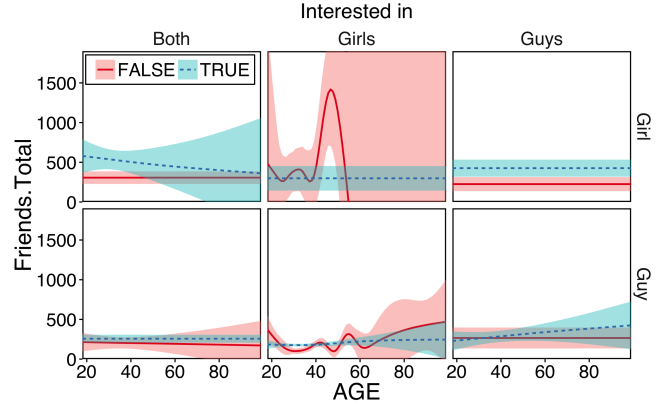 Interested in
Both Girls Guys
FALSE TRUE
1500
1000
500
0
Girl
Friends.Total
1500
1000
500
0
Guy
20 40 60 80 20 40 60 80 20 40 60 80
AGE